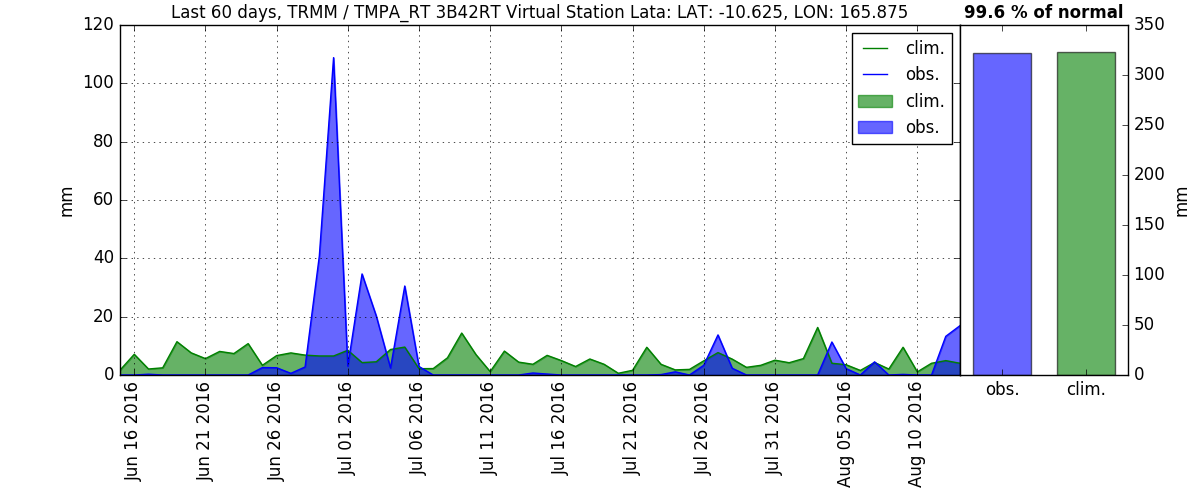 Last 60 days, TRMM / TMPA_RT 3B42RT Virtual Station Lata: LAT: -10.625, LON: 165.875
99.6 % of normal
120
100
80
60
40
20
0
mm
clim.
obs.
clim.
obs.
350
300
250
200
150
100
50
0
mm
Jun 16 2016
Jun 21 2016
Jun 26 2016
Jul 01 2016
Jul 06 2016
Jul 11 2016
Jul 16 2016
Jul 21 2016
Jul 26 2016
Jul 31 2016
Aug 05 2016
Aug 10 2016
obs.
clim.